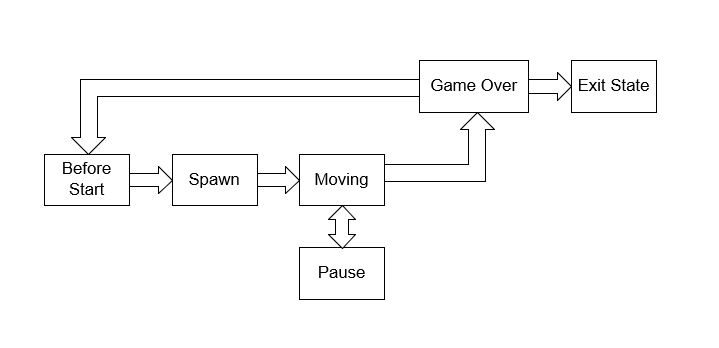 Game Over
Exit State
Before
Start
Spawn
Moving
Pause